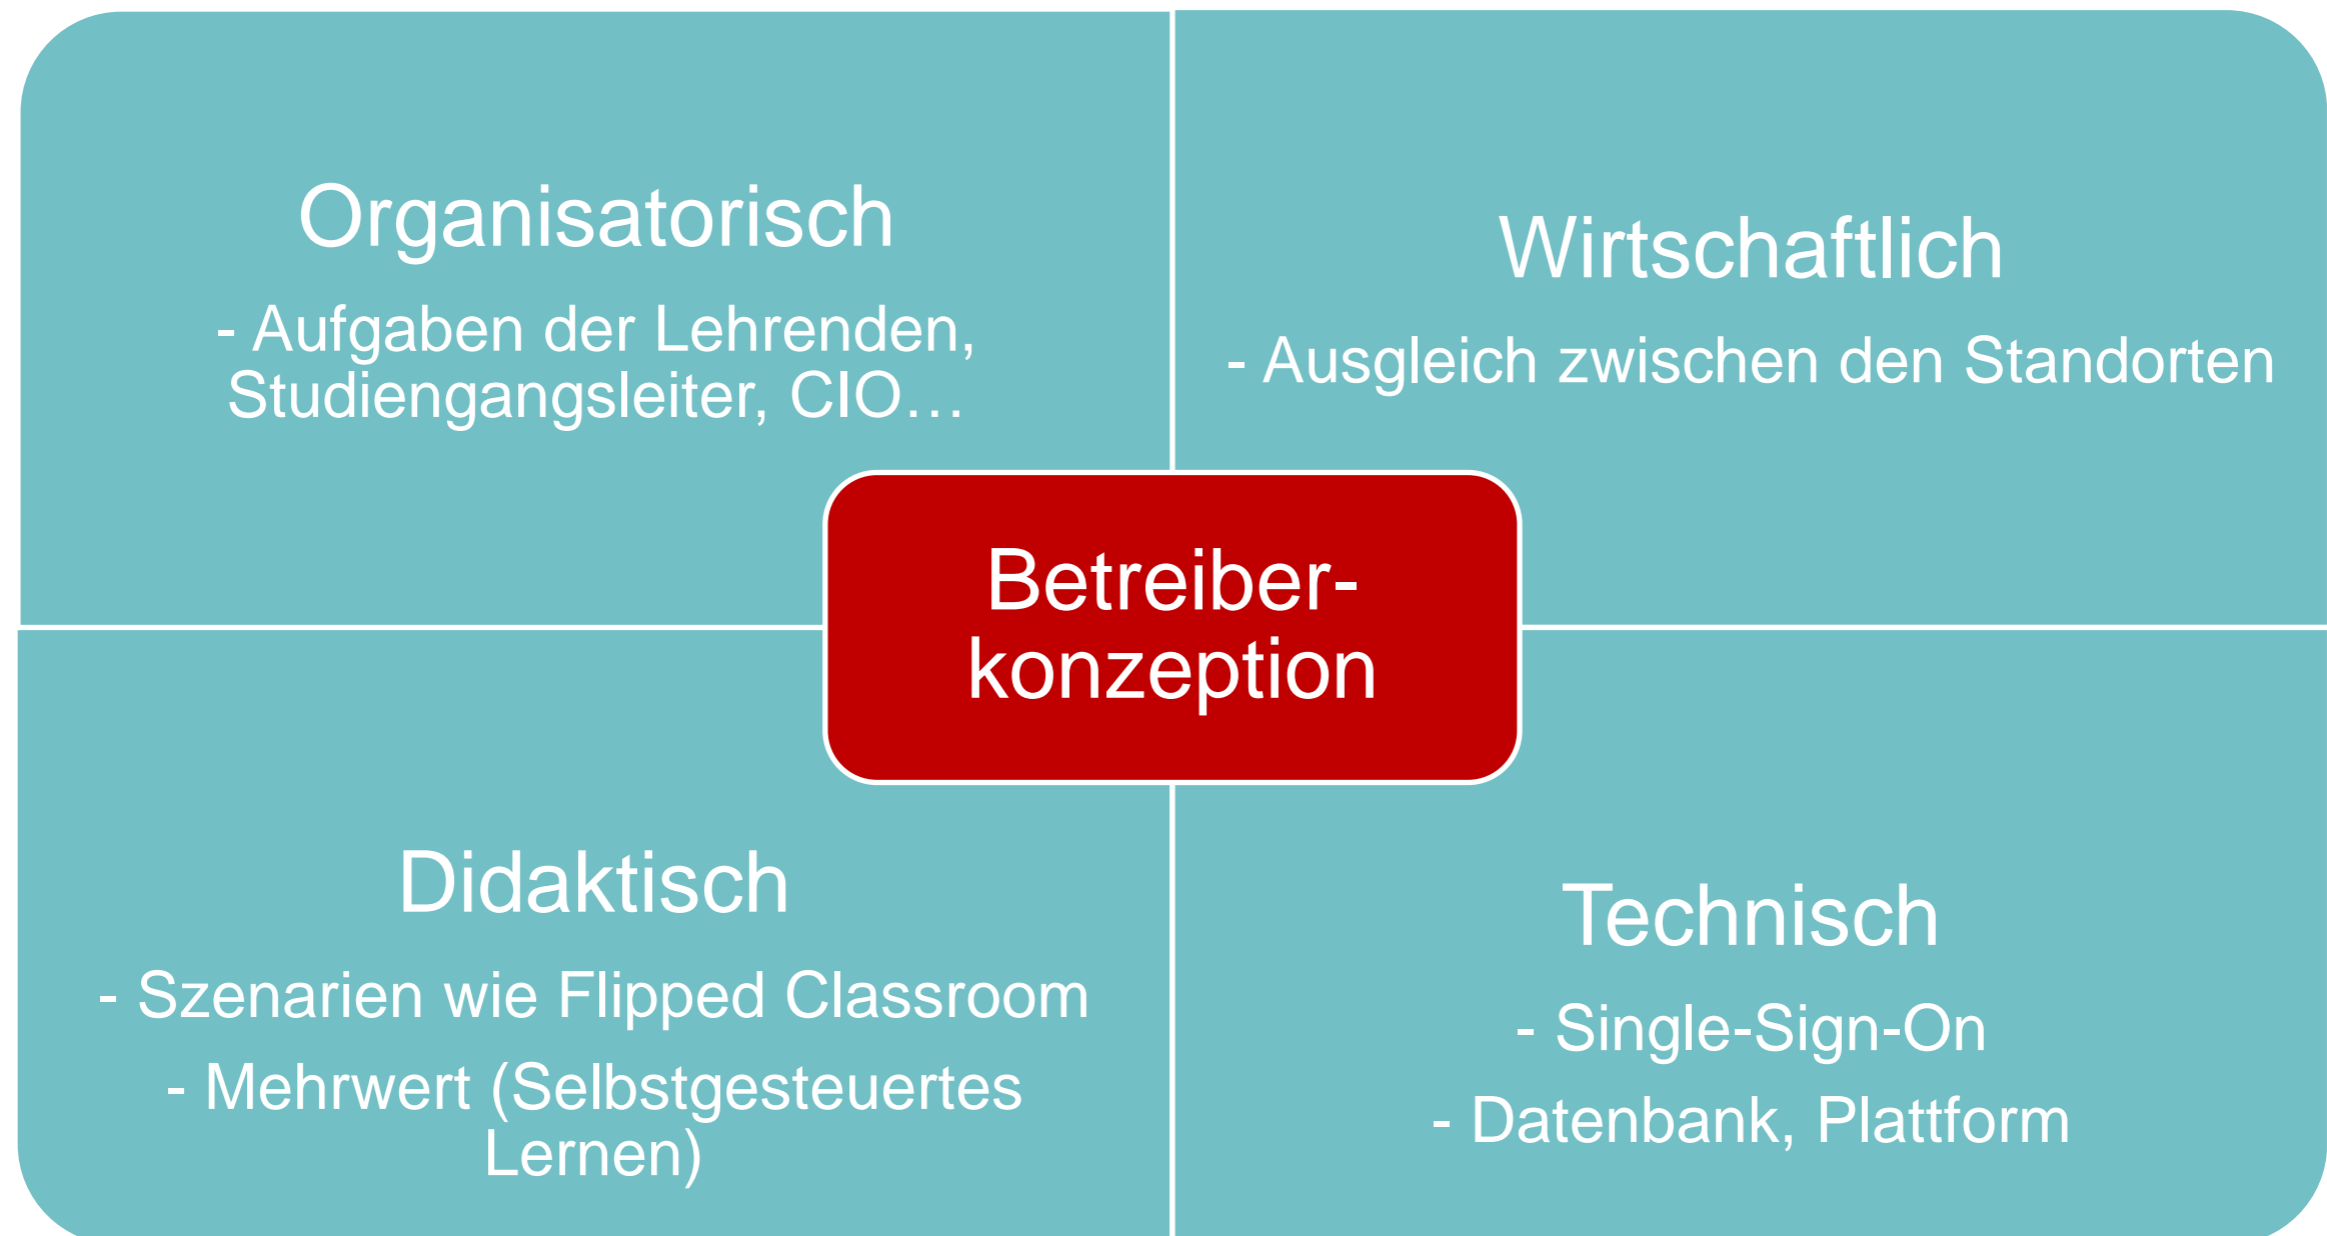 Organisatorisch
- Aufgaben der Lehrenden,
Studiengangsleiter, CIO…
Wirtschaftlich
- Ausgleich zwischen den Standorten
Betreiber-
konzeption
Didaktisch
- Szenarien wie Flipped Classroom
- Mehrwert (Selbstgesteuertes
Lernen)
Technisch
- Single-Sign-On
- Datenbank, Plattform